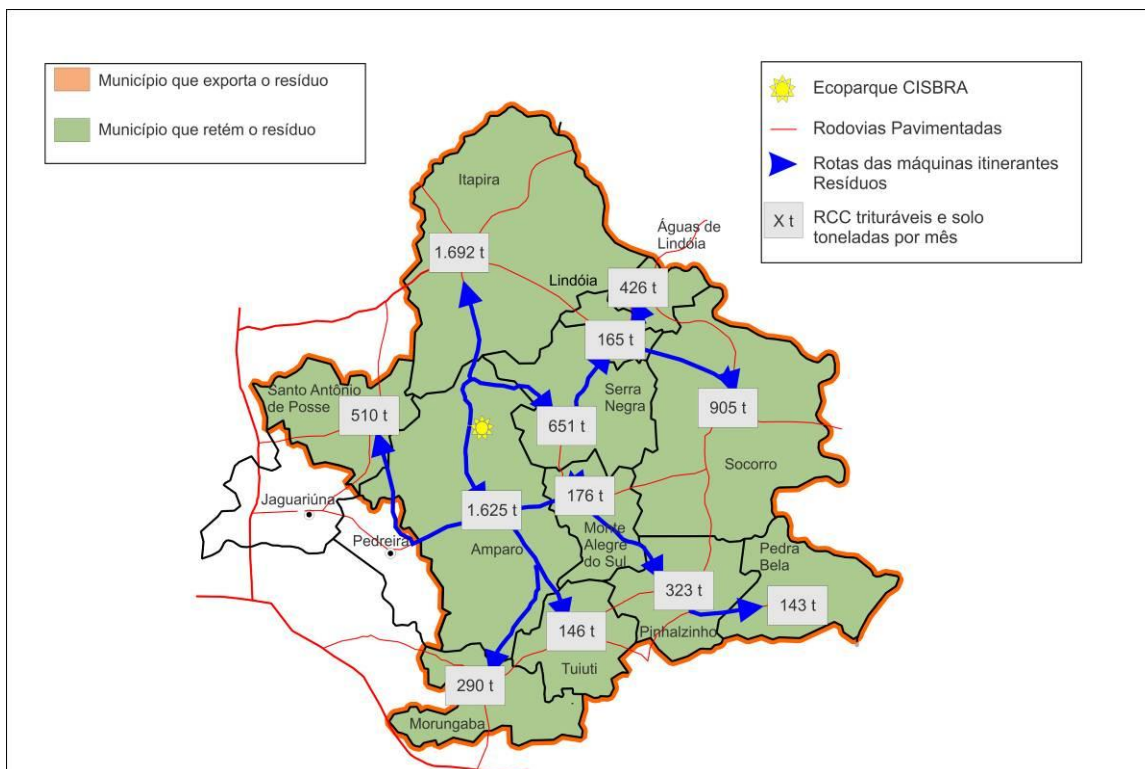 Município que exporta o resíduo
Município que retém o resíduo
Ecoparque CISBRA
Rodovias Pavimentadas
Rotas das máquinas itinerantes
Resíduos
X t
RCC trituráveis e solo
toneladas por mês
Itapira
1.692 t
Águas de
Lindóia
Lindóia
426 t
165 t
Santo Antônio
de Posse
510 t
Serra
Negra
651 t
905 t
Socorro
Jaguariúna
Pedreira
1.625 t
Amparo
176 t
Monte
Alegre
do Sul
Pedra
Bela
323 t
143 t
Pinhalzinho
146 t
Tuiuti
290 t
Morungaba